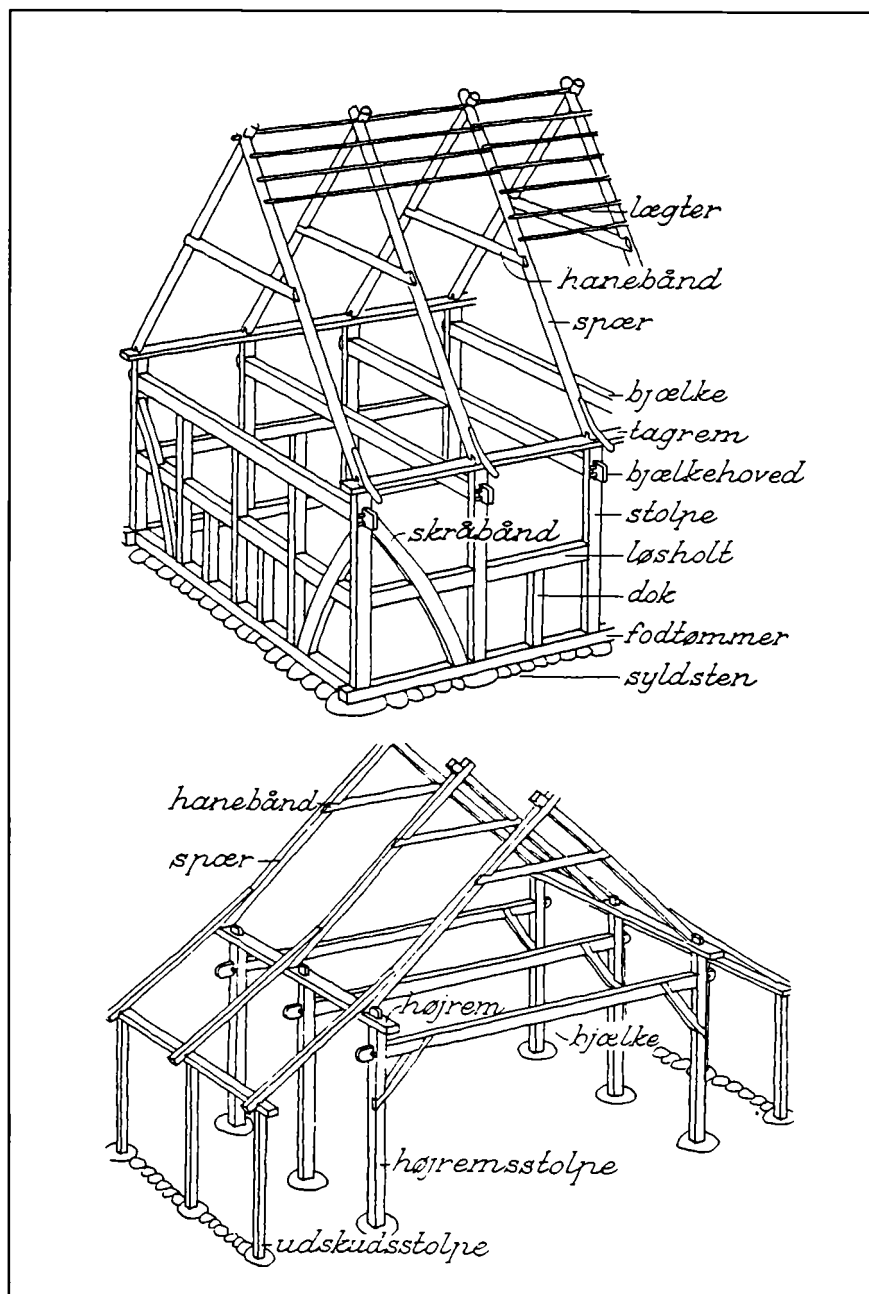 lægter
hanebånd
spær
bjælke
tagrem
bjælkehoved
stolpe
skråbånd
løsholt
dok
fodtømmer
syldsten
hanebånd
spær
højrem
bjælke
højremsstolpe
udskudsstolpe